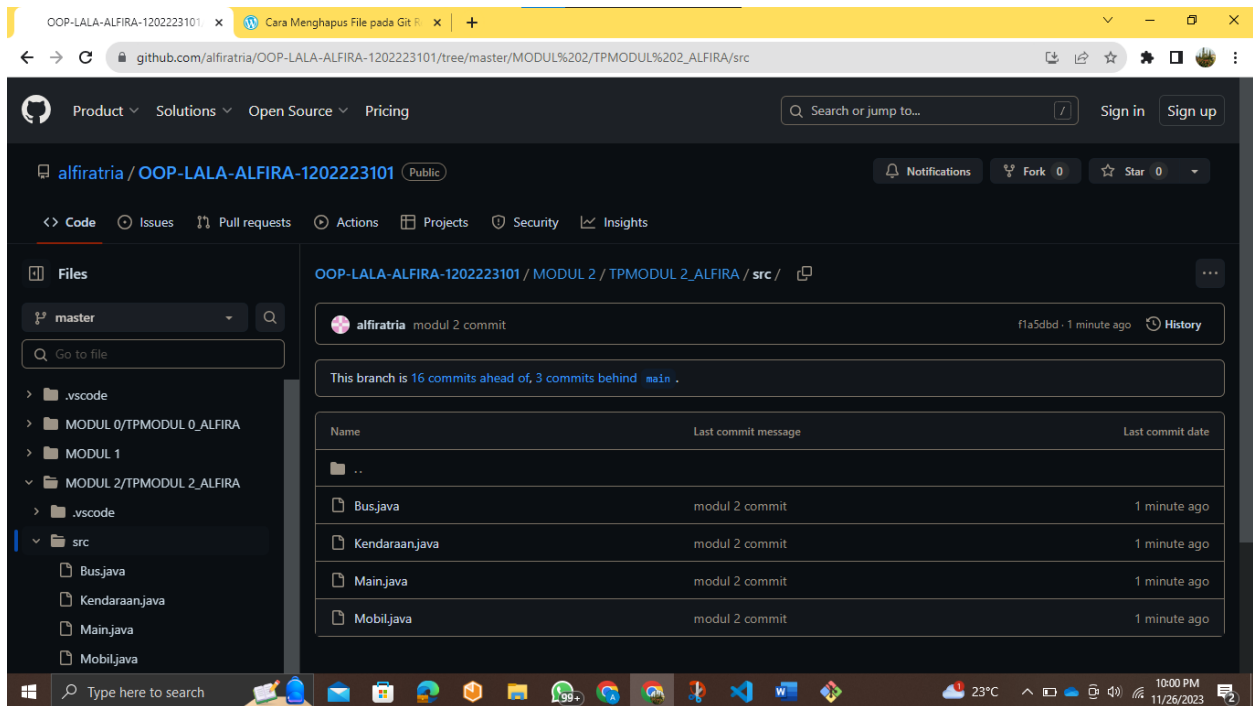 OOP-LALA-ALFIRA-1202223101
Cara Menghapus File pada Git R
github.com/alfiratria/OOP-LALA-ALFIRA-1202223101/tree/master/MODUL%202/TPMODUL%202_ALFIRA/src
Product Solutions Open Source Pricing
Search or jump to... /
Sign in Sign up
alfiratria / OOP-LALA-ALFIRA-1202223101 Public
Notifications Fork 0 Star 0
Code Issues Pull requests Actions Projects Security Insights
Files
master
Go to file
.vscode
MODUL 0/TPMODUL 0_ALFIRA
MODUL 1
MODUL 2/TPMODUL 2_ALFIRA
.vscode
src
Bus.java
Kendaraan.java
Main.java
Mobil.java
OOP-LALA-ALFIRA-1202223101 / MODUL 2 / TPMODUL 2_ALFIRA / src /
alfiratria modul 2 commit f1a5dbd · 1 minute ago History
This branch is 16 commits ahead of, 3 commits behind main .
Name Last commit message Last commit date
..
Bus.java modul 2 commit 1 minute ago
Kendaraan.java modul 2 commit 1 minute ago
Main.java modul 2 commit 1 minute ago
Mobil.java modul 2 commit 1 minute ago
Type here to search
99+
23°C
10:00 PM
11/26/2023
2